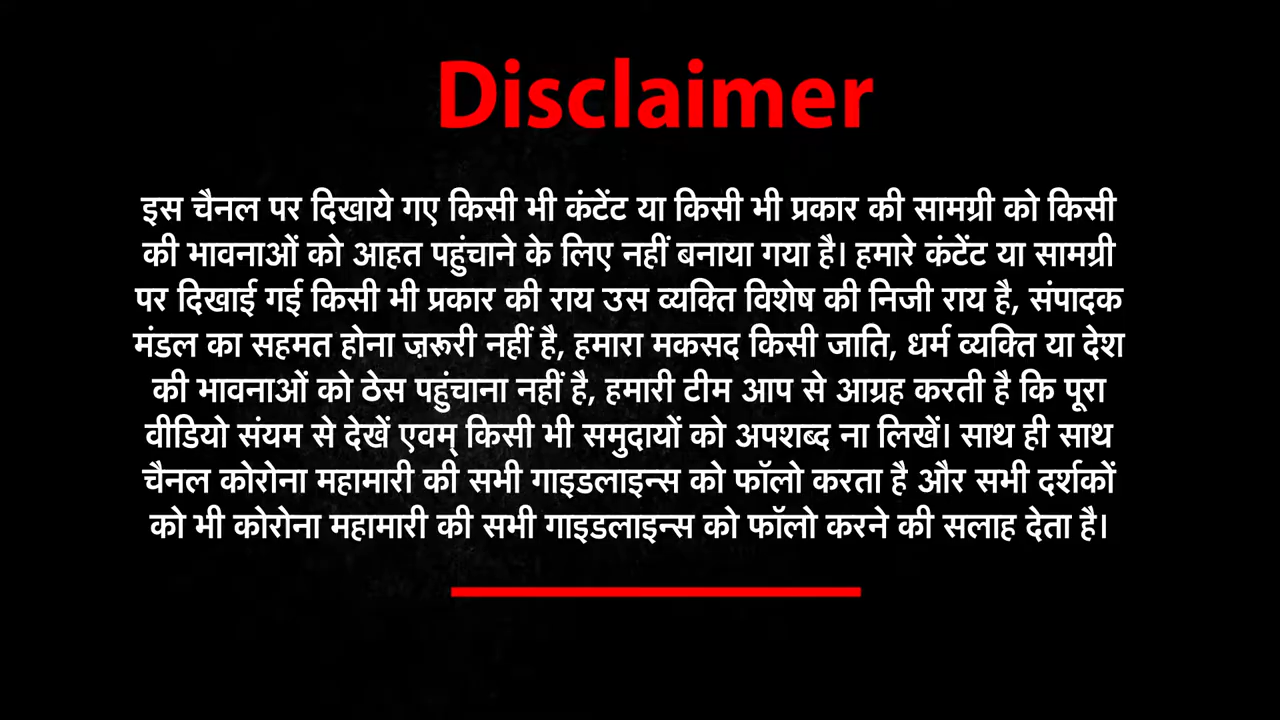 Disclaimer
इस चैनल पर दिखाये गए किसी भी कंटेंट या किसी भी प्रकार की सामग्री को किसी
की भावनाओं को आहत पहुंचाने के लिए नहीं बनाया गया है। हमारे कंटेंट या सामग्री
पर दिखाई गई किसी भी प्रकार की राय उस व्यक्ति विशेष की निजी राय है, संपादक
मंडल का सहमत होना ज़रूरी नहीं है, हमारा मकसद किसी जाति, धर्म व्यक्ति या देश
की भावनाओं को ठेस पहुंचाना नहीं है, हमारी टीम आप से आग्रह करती है कि पूरा
वीडियो संयम से देखें एवम् किसी भी समुदायों को अपशब्द ना लिखें। साथ ही साथ
चैनल कोरोना महामारी की सभी गाइडलाइन्स को फॉलो करता है और सभी दर्शकों
को भी कोरोना महामारी की सभी गाइडलाइन्स को फॉलो करने की सलाह देता है।